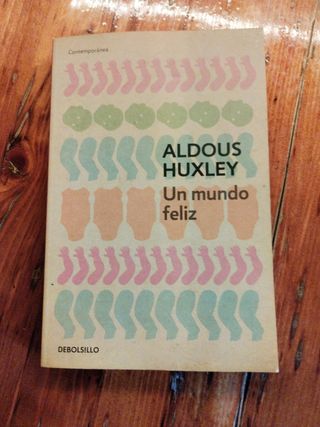 Contemporánea
ALDOUS
HUXLEY
Un mundo
feliz
DEBOLSILLO